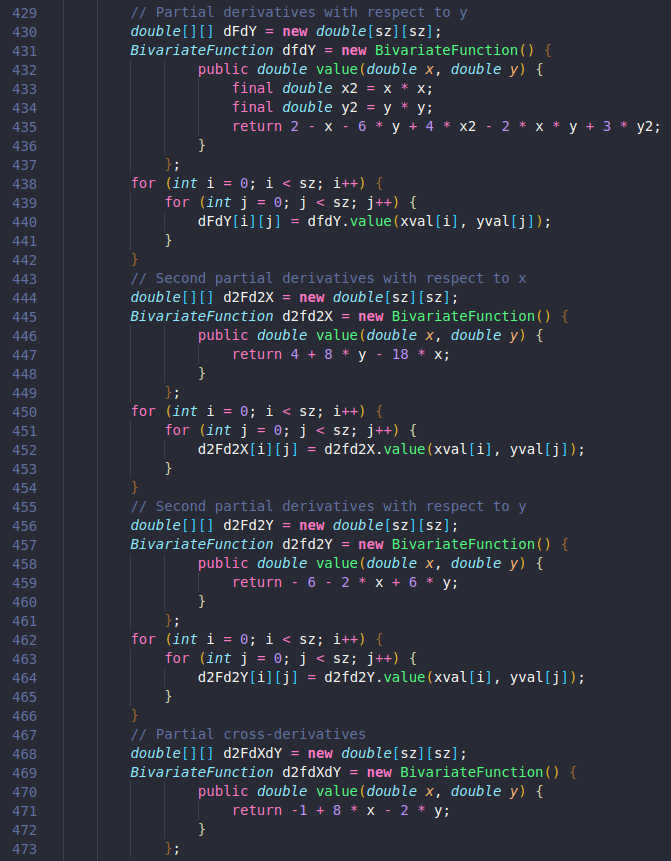 429 // Partial derivatives with respect to y
430 double[][] dFdY = new double[sz][sz];
431 BivariateFunction dfdY = new BivariateFunction() {
432 public double value(double x, double y) {
433 final double x2 = x * x;
434 final double y2 = y * y;
435 return 2 - x - 6 * y + 4 * x2 - 2 * x * y + 3 * y2;
436 }
437 };
438 for (int i = 0; i < sz; i++) {
439 for (int j = 0; j < sz; j++) {
440 dFdY[i][j] = dfdY.value(xval[i], yval[j]);
441 }
442 }
443 // Second partial derivatives with respect to x
444 double[][] d2Fd2X = new double[sz][sz];
445 BivariateFunction d2fd2X = new BivariateFunction() {
446 public double value(double x, double y) {
447 return 4 + 8 * y - 18 * x;
448 }
449 };
450 for (int i = 0; i < sz; i++) {
451 for (int j = 0; j < sz; j++) {
452 d2Fd2X[i][j] = d2fd2X.value(xval[i], yval[j]);
453 }
454 }
455 // Second partial derivatives with respect to y
456 double[][] d2Fd2Y = new double[sz][sz];
457 BivariateFunction d2fd2Y = new BivariateFunction() {
458 public double value(double x, double y) {
459 return - 6 - 2 * x + 6 * y;
460 }
461 };
462 for (int i = 0; i < sz; i++) {
463 for (int j = 0; j < sz; j++) {
464 d2Fd2Y[i][j] = d2fd2Y.value(xval[i], yval[j]);
465 }
466 }
467 // Partial cross-derivatives
468 double[][] d2FdXdY = new double[sz][sz];
469 BivariateFunction d2fdXdY = new BivariateFunction() {
470 public double value(double x, double y) {
471 return -1 + 8 * x - 2 * y;
472 }
473 };